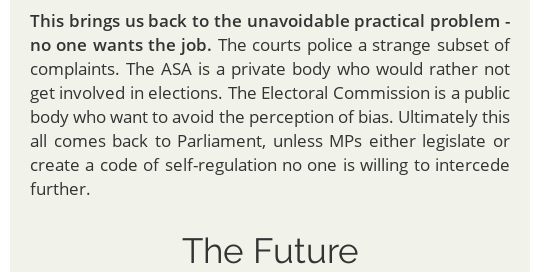 This brings us back to the unavoidable practical problem -
no one wants the job. The courts police a strange subset of
complaints. The ASA is a private body who would rather not
get involved in elections. The Electoral Commission is a public
body who want to avoid the perception of bias. Ultimately this
all comes back to Parliament, unless MPs either legislate or
create a code of self-regulation no one is willing to intercede
further.
The Future